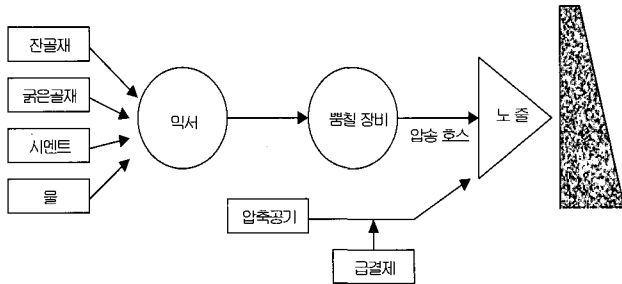 잔골재
굵은골재
시멘트
물
믹서
뿜칠 장비
압송 호스
노 즐
압축공기
급결제